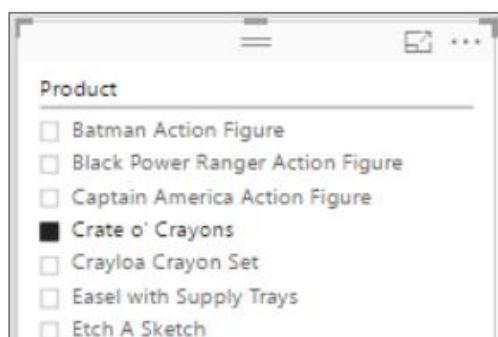 Product
Batman Action Figure
Black Power Ranger Action Figure
Captain America Action Figure
Crate o' Crayons
Crayloa Crayon Set
Easel with Supply Trays
Etch A Sketch